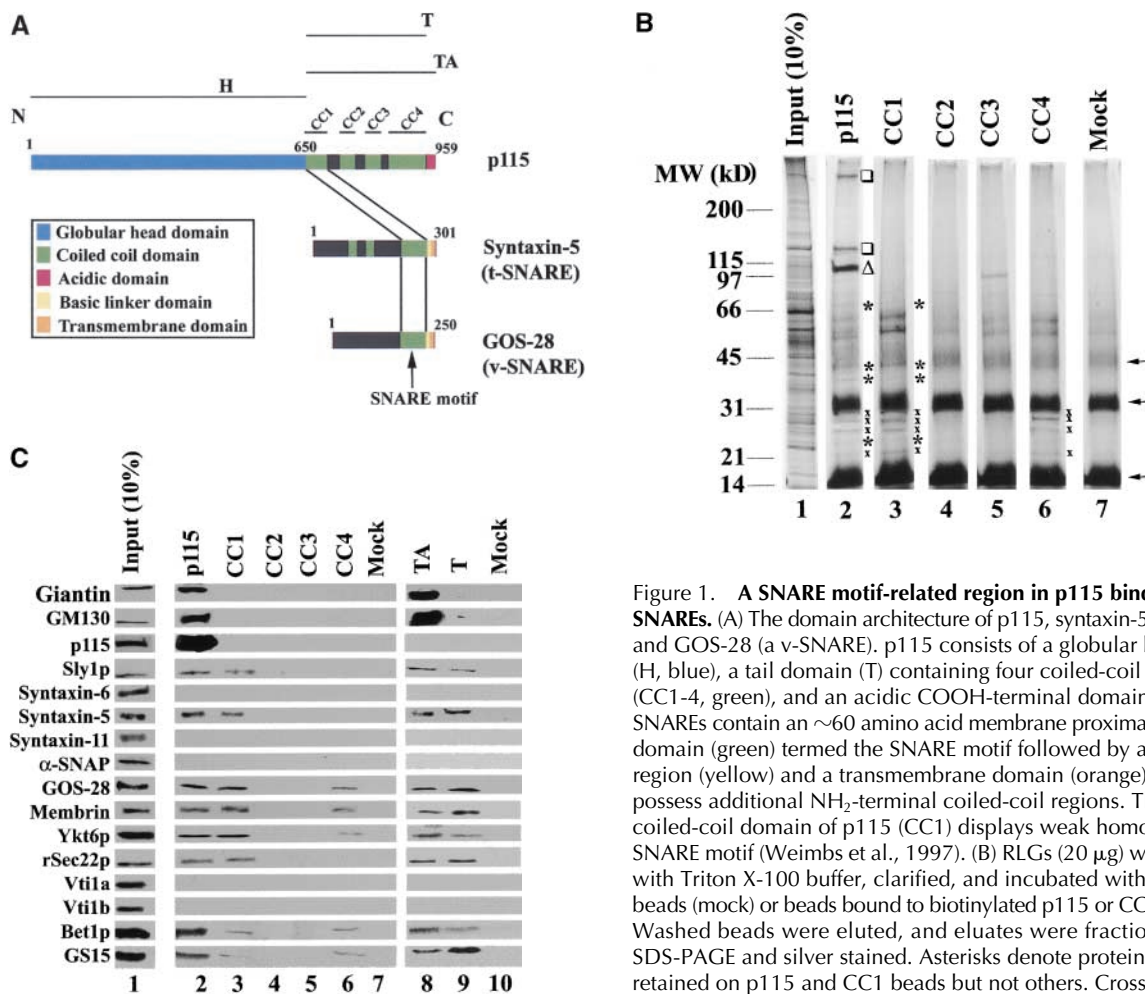 A
T
TA
H
N
CC1 CC2 CC3 CC4
C
1
650
959
p115
Globular head domain
Coiled coil domain
Acidic domain
Basic linker domain
Transmembrane domain
1
301
Syntaxin-5
(t-SNARE)
1
250
GOS-28
(v-SNARE)
SNARE motif
B
Input (10%) p115 CC1 CC2 CC3 CC4 Mock
MW (kD)
200
115
97
66
45
31
21
14
* *
* *
* *
x x x
x x x
x x
* *
x x x
1 2 3 4 5 6 7
C
Input (10%) p115 CC1 CC2 CC3 CC4 Mock TA T Mock
Giantin
GM130
p115
Sly1p
Syntaxin-6
Syntaxin-5
Syntaxin-11
α-SNAP
GOS-28
Membrin
Ykt6p
rSec22p
Vti1a
Vti1b
Bet1p
GS15
1 2 3 4 5 6 7 8 9 10
Figure 1. A SNARE motif-related region in p115 bind
SNAREs. (A) The domain architecture of p115, syntaxin-5
and GOS-28 (a v-SNARE). p115 consists of a globular
(H, blue), a tail domain (T) containing four coiled-coil
(CC1-4, green), and an acidic COOH-terminal domain
SNAREs contain an ~60 amino acid membrane proxima
domain (green) termed the SNARE motif followed by a
region (yellow) and a transmembrane domain (orange)
possess additional NH2-terminal coiled-coil regions. T
coiled-coil domain of p115 (CC1) displays weak homo
SNARE motif (Weimbs et al., 1997). (B) RLGs (20 μg) w
with Triton X-100 buffer, clarified, and incubated with
beads (mock) or beads bound to biotinylated p115 or CC
Washed beads were eluted, and eluates were fractio
SDS-PAGE and silver stained. Asterisks denote protein
retained on p115 and CC1 beads but not others. Cross